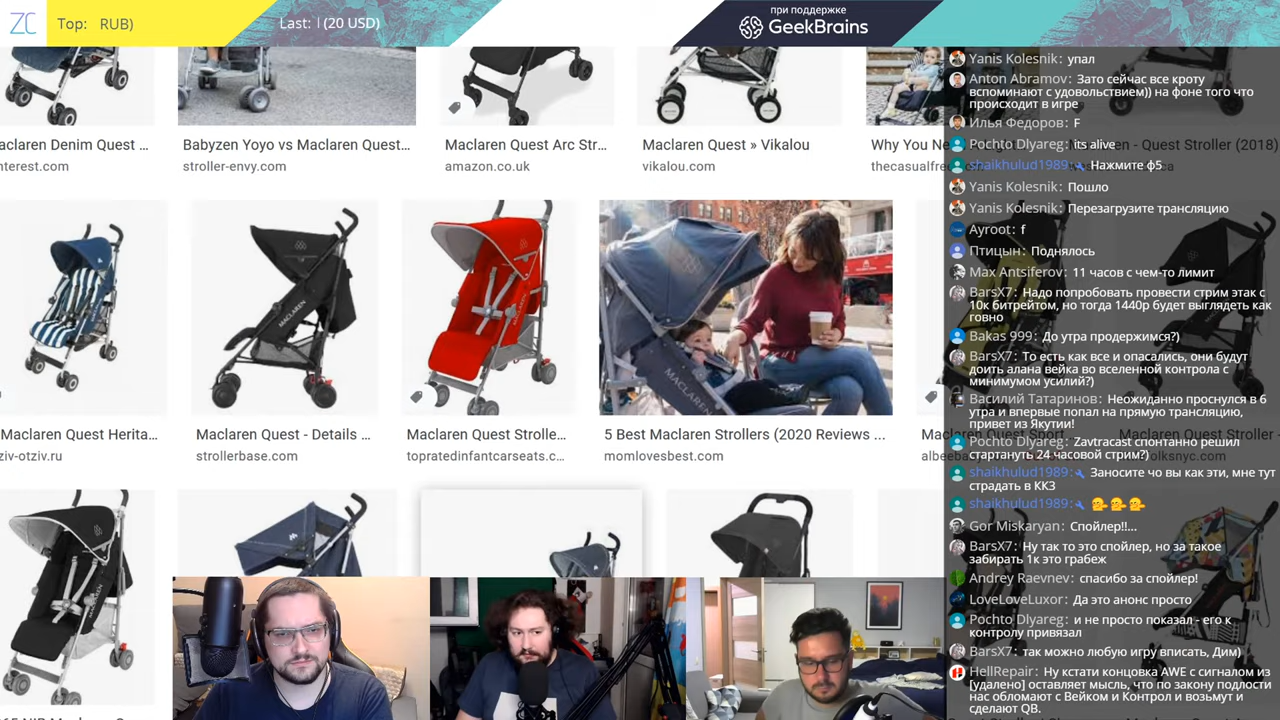 ZC
Top: RUB)
Last: (20 USD)
при поддержке
GeekBrains
aclaren Denim Quest ...
nterest.com
Babyzen Yoyo vs Maclaren Quest...
stroller-envy.com
Maclaren Quest Arc Str...
amazon.co.uk
Maclaren Quest » Vikalou
vikalou.com
Why You Ne
thecasualfre
- Quest Stroller (2018)
MACLAREN
MACLAREN
Maclaren Quest Herita...
ziv-otziv.ru
Maclaren Quest - Details ...
strollerbase.com
Maclaren Quest Strolle...
topratedinfantcarseats.c...
5 Best Maclaren Strollers (2020 Reviews ...
momlovesbest.com
Yanis Kolesnik: упал
Anton Abramov: Зато сейчас все кроту
вспоминают с удовольствием)) на фоне того что
происходит в игре
Илья Федоров: F
Pochto Dlyareg: its alive
shaikhulud1989: Нажмите ф5
Yanis Kolesnik: Пошло
Yanis Kolesnik: Перезагрузите трансляцию
Ayroot: f
Птицын: Поднялось
Max Antsiferov: 11 часов с чем-то лимит
BarsX7: Надо попробовать провести стрим этак с
10к битрейтом, но тогда 1440р будет выглядеть как
говно
Bakas 999: До утра продержимся?)
BarsX7: То есть как все и опасались, они будут
доить алана вейка во вселенной контрола с
минимумом усилий?)
Василий Татаринов: Неожиданно проснулся в 6
утра и впервые попал на прямую трансляцию,
привет из Якутии!
Pochto Dlyareg: Zavtracast спонтанно решил
стартануть 24 часовой стрим?)
shaikhulud1989: Заносите чо вы как эти, мне тут
страдать в ККЗ
shaikhulud1989:
Gor Miskaryan: Спойлер!!...
BarsX7: Ну так то это спойлер, но за такое
забирать 1к это грабеж
Andrey Raevnev: спасибо за спойлер!
LoveLoveLuxor: Да это анонс просто
Pochto Dlyareg: и не просто показал - его к
контролу привязал
BarsX7: так можно любую игру вписать, Дим)
HellRepair: Ну кстати концовка AWE с сигналом из
[удалено] оставляет мысль, что по закону подлости
нас обломают с Вейком и Контрол и возьмут и
сделают QB.